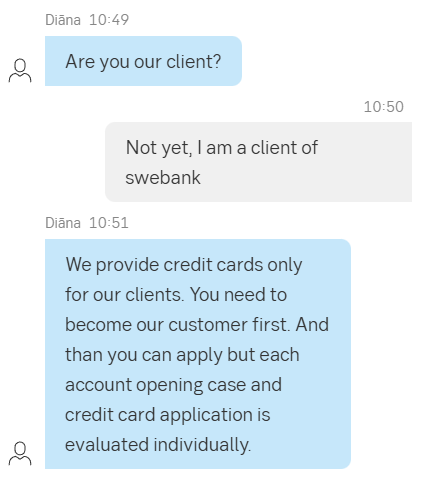 Diāna 10:49
Are you our client?
10:50
Not yet, I am a client of
swebank
Diāna 10:51
We provide credit cards only
for our clients. You need to
become our customer first. And
than you can apply but each
account opening case and
credit card application is
evaluated individually.